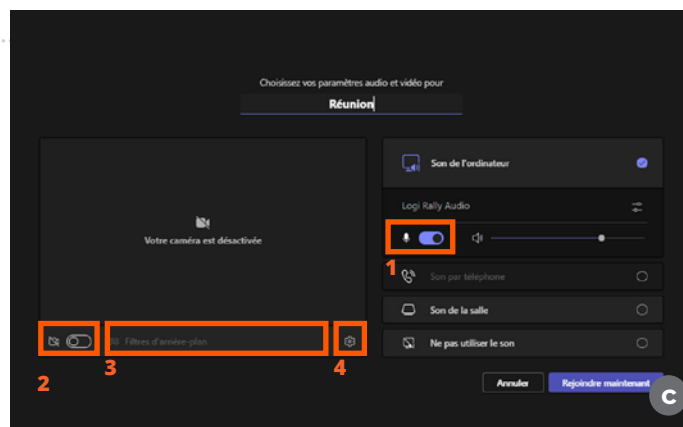 Choisissez vos paramètres audio et vidéo pour
Réunion
Son de l'ordinateur
Logi Rally Audio
Votre caméra est désactivée
1
Son par téléphone
Son de la salle
Filtres d'arrière-plan
Ne pas utiliser le son
2
3
4
Annuler
Rejoindre maintenant
C